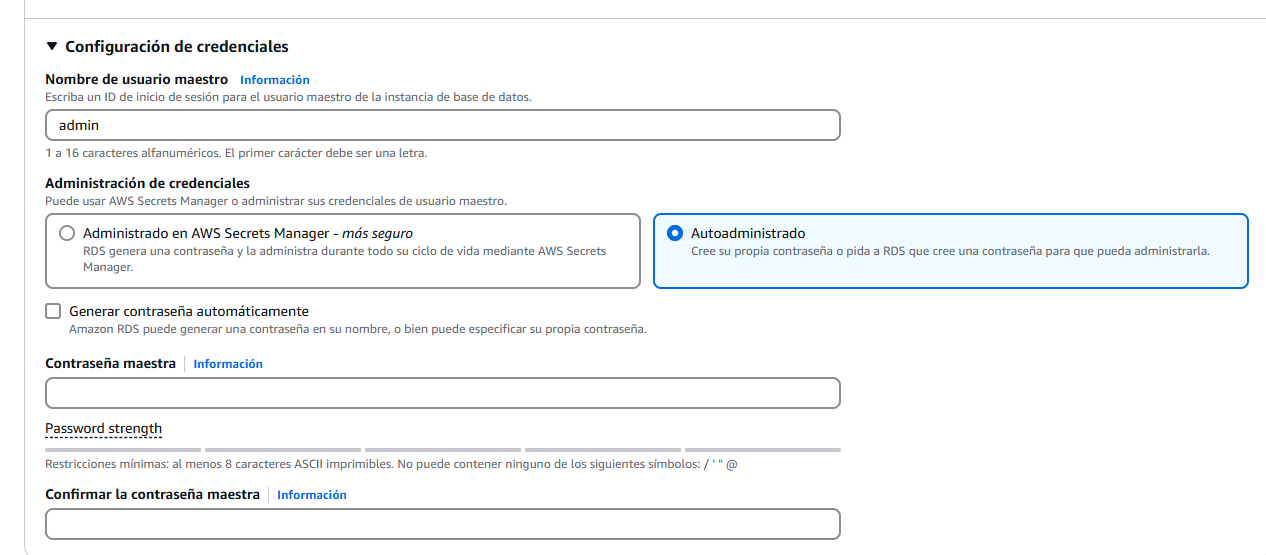 Configuración de credenciales
Nombre de usuario maestro Información
Escriba un ID de inicio de sesión para el usuario maestro de la instancia de base de datos.
admin
1 a 16 caracteres alfanuméricos. El primer carácter debe ser una letra.
Administración de credenciales
Puede usar AWS Secrets Manager o administrar sus credenciales de usuario maestro.
Administrado en AWS Secrets Manager - más seguro
RDS genera una contraseña y la administra durante todo su ciclo de vida mediante AWS Secrets
Manager.
Autoadministrado
Cree su propia contraseña o pida a RDS que cree una contraseña para que pueda administrarla.
Generar contraseña automáticamente
Amazon RDS puede generar una contraseña en su nombre, o bien puede especificar su propia contraseña.
Contraseña maestra Información
Password strength
Restricciones mínimas: al menos 8 caracteres ASCII imprimibles. No puede contener ninguno de los siguientes símbolos: / ' " @
Confirmar la contraseña maestra Información